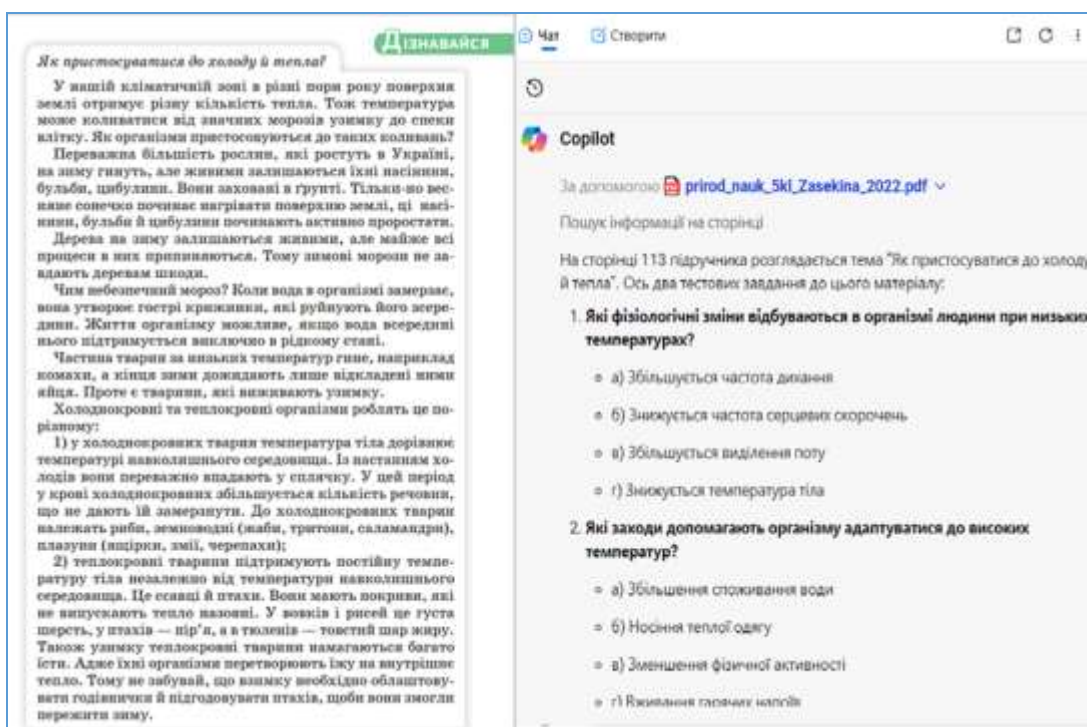 ДІЗНАВАЙСЯ
Як пристосуватися до холоду й тепла?
У нашій кліматичній зоні в різні пори року поверхня
землі отримує різну кількість тепла. Тож температура
може коливатися від значних морозів узимку до спеки
влітку. Як організми пристосовуються до таких коливань?
Переважна більшість рослин, які ростуть в Україні,
на зиму гинуть, але живими залишаються їхні насінини,
бульби, цибулини. Вони заховані в ґрунті. Тільки-но вес-
няне сонечко починає нагрівати поверхню землі, ці насі-
нини, бульби й цибулини починають активно проростати.
Дерева на зиму залишаються живими, але майже всі
процеси в них припиняються. Тому зимові морози не за-
вдають деревам шкоди.
Чим небезпечний мороз? Коли вода в організмі замерзає,
вона утворює гострі крижинки, які руйнують його зсере-
дини. Життя організму можливе, якщо вода всередині
нього підтримується виключно в рідкому стані.
Частина тварин за низьких температур гине, наприклад
комахи, а кінця зими дожидають лише відкладені ними
яйця. Проте є тварини, які виживають узимку.
Холоднокровні та теплокровні організми роблять це по-
різному:
1) у холоднокровних тварин температура тіла дорівнює
температурі навколишнього середовища. Із настанням хо-
лодів вони переважно впадають у сплячку. У цей період
у крові холоднокровних збільшується кількість речовин,
що не дають їй замерзнути. До холоднокровних тварин
належать риби, земноводні (жаби, тритони, саламандри),
плазуни (ящірки, змії, черепахи);
2) теплокровні тварини підтримують постійну темпе-
ратуру тіла незалежно від температури навколишнього
середовища. Це ссавці й птахи. Вони мають покриви, які
не випускають тепло назовні. У вовків і рисей це густа
шерсть, у птахів — пір’я, а в тюленів — товстий шар жиру.
Також узимку теплокровні тварини намагаються багато
їсти. Адже їхні організми перетворюють їжу на внутрішнє
тепло. Тому не забувай, що взимку необхідно облаштову-
вати годівнички й підгодовувати птахів, щоби вони змогли
пережити зиму.
Чат Створити
Copilot
За допомогою prirod_nauk_5kl_Zasekina_2022.pdf
Пошук інформації на сторінці
На сторінці 113 підручника розглядається тема "Як пристосуватися до холоду
й тепла". Ось два тестових завдання до цього матеріалу:
1. Які фізіологічні зміни відбуваються в організмі людини при низьких
температурах?
а) Збільшується частота дихання
б) Знижується частота серцевих скорочень
в) Збільшується виділення поту
г) Знижується температура тіла
2. Які заходи допомагають організму адаптуватися до високих
температур?
а) Збільшення споживання води
б) Носіння теплої одягу
в) Зменшення фізичної активності
г) Вживання гарячих напоїв